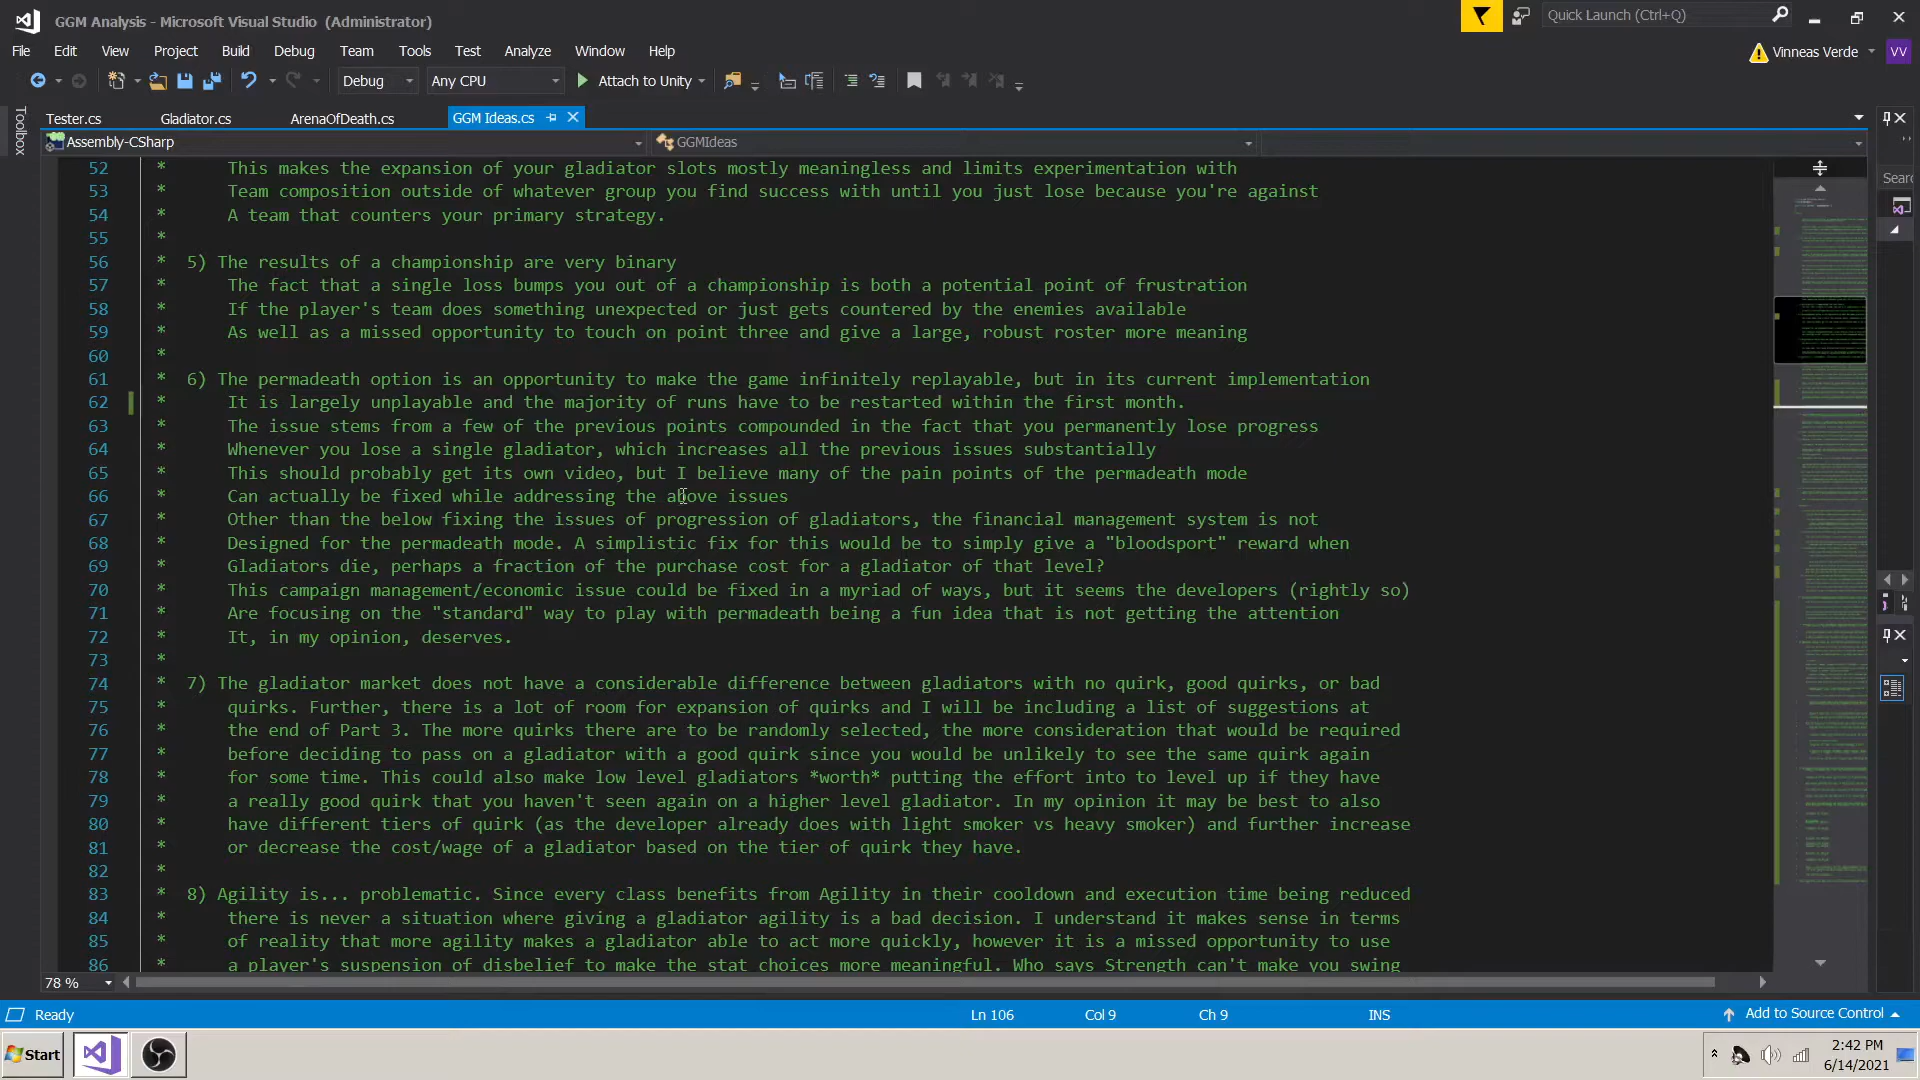 GGM Analysis - Microsoft Visual Studio (Administrator)
Quick Launch (Ctrl+Q)
File Edit View Project Build Debug Team Tools Test Analyze Window Help
Vinneas Verde VV
Debug Any CPU Attach to Unity
Toolbox
Tester.cs Gladiator.cs ArenaOfDeath.cs GGM Ideas.cs
Assembly-CSharp GGMIdeas
Sear
52 * This makes the expansion of your gladiator slots mostly meaningless and limits experimentation with
53 * Team composition outside of whatever group you find success with until you just lose because you're against
54 * A team that counters your primary strategy.
55 *
56 * 5) The results of a championship are very binary
57 * The fact that a single loss bumps you out of a championship is both a potential point of frustration
58 * If the player's team does something unexpected or just gets countered by the enemies available
59 * As well as a missed opportunity to touch on point three and give a large, robust roster more meaning
60 *
61 * 6) The permadeath option is an opportunity to make the game infinitely replayable, but in its current implementation
62 * It is largely unplayable and the majority of runs have to be restarted within the first month.
63 * The issue stems from a few of the previous points compounded in the fact that you permanently lose progress
64 * Whenever you lose a single gladiator, which increases all the previous issues substantially
65 * This should probably get its own video, but I believe many of the pain points of the permadeath mode
66 * Can actually be fixed while addressing the above issues
67 * Other than the below fixing the issues of progression of gladiators, the financial management system is not
68 * Designed for the permadeath mode. A simplistic fix for this would be to simply give a "bloodsport" reward when
69 * Gladiators die, perhaps a fraction of the purchase cost for a gladiator of that level?
70 * This campaign management/economic issue could be fixed in a myriad of ways, but it seems the developers (rightly so)
71 * Are focusing on the "standard" way to play with permadeath being a fun idea that is not getting the attention
72 * It, in my opinion, deserves.
73 *
74 * 7) The gladiator market does not have a considerable difference between gladiators with no quirk, good quirks, or bad
75 * quirks. Further, there is a lot of room for expansion of quirks and I will be including a list of suggestions at
76 * the end of Part 3. The more quirks there are to be randomly selected, the more consideration that would be required
77 * before deciding to pass on a gladiator with a good quirk since you would be unlikely to see the same quirk again
78 * for some time. This could also make low level gladiators *worth* putting the effort into to level up if they have
79 * a really good quirk that you haven't seen again on a higher level gladiator. In my opinion it may be best to also
80 * have different tiers of quirk (as the developer already does with light smoker vs heavy smoker) and further increase
81 * or decrease the cost/wage of a gladiator based on the tier of quirk they have.
82 *
83 * 8) Agility is... problematic. Since every class benefits from Agility in their cooldown and execution time being reduced
84 * there is never a situation where giving a gladiator agility is a bad decision. I understand it makes sense in terms
85 * of reality that more agility makes a gladiator able to act more quickly, however it is a missed opportunity to use
86 * a player's suspension of disbelief to make the stat choices more meaningful. Who says Strength can't make you swing
78 %
Ready Ln 106 Col 9 Ch 9 INS Add to Source Control
Start
2:42 PM
6/14/2021